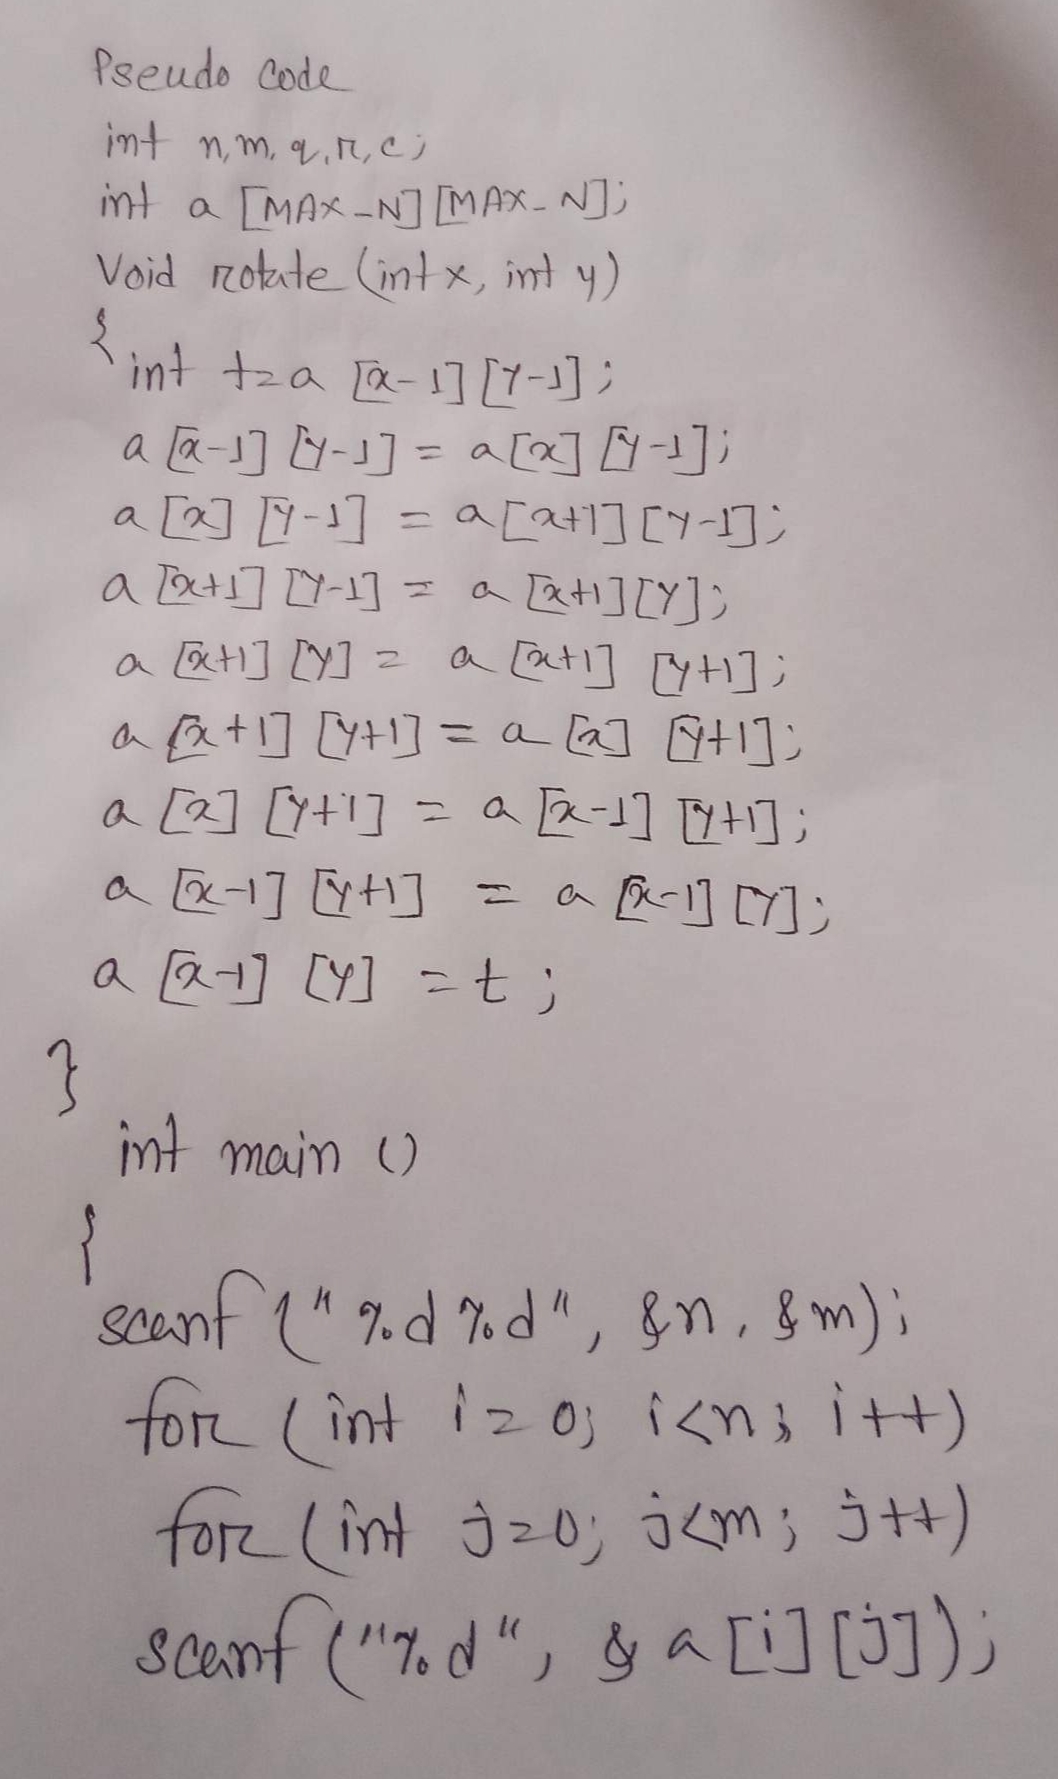 Pseudo Code
int n, m, q, r, c;
int a [MAX_N][MAX_N];
Void rotate (int x, int y)
{
int t=a [x-1][y-1];
a [x-1] [y-1] = a[x] [y-1];
a [x] [y-1] = a[x+1][y-1];
a [x+1] [y-1] = a [x+1][y];
a [x+1] [y] = a [x+1] [y+1];
a [x+1] [y+1] = a [x] [y+1];
a [x] [y+1] = a [x-1] [y+1];
a [x-1] [y+1] = a [x-1] [y];
a [x-1] [y] = t ;
}
int main ()
{
scanf ("%d%d", &n, &m);
for (int i=0; i<n; i++)
for (int j=0; j<m; j++)
scanf ("%d", & a [i][j]);